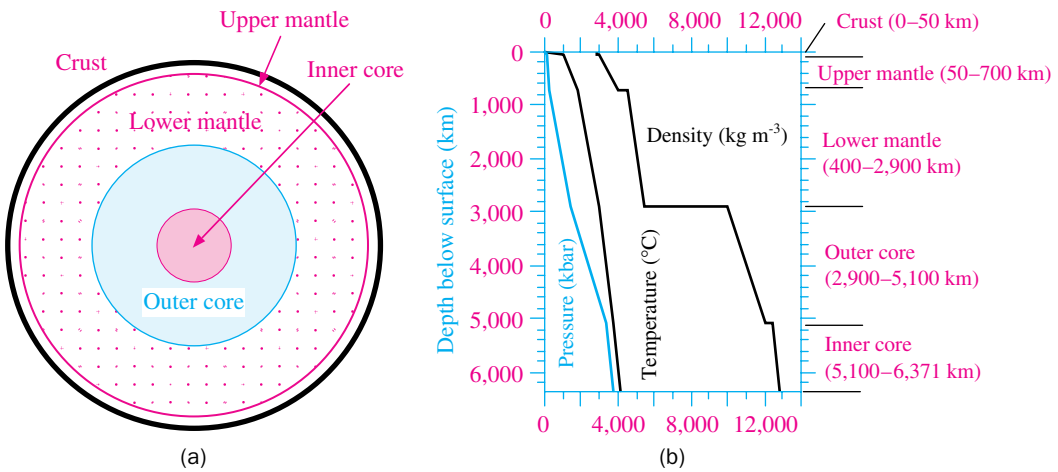 Upper mantle
Crust
Inner core
Lower mantle
Outer core
(a)
0 4,000 8,000 12,000
0
1,000
2,000
3,000
4,000
5,000
6,000
Depth below surface (km)
Pressure (kbar)
Temperature (°C)
Density (kg m-3)
0 4,000 8,000 12,000
Crust (0–50 km)
Upper mantle (50–700 km)
Lower mantle
(400–2,900 km)
Outer core
(2,900–5,100 km)
Inner core
(5,100–6,371 km)
(b)